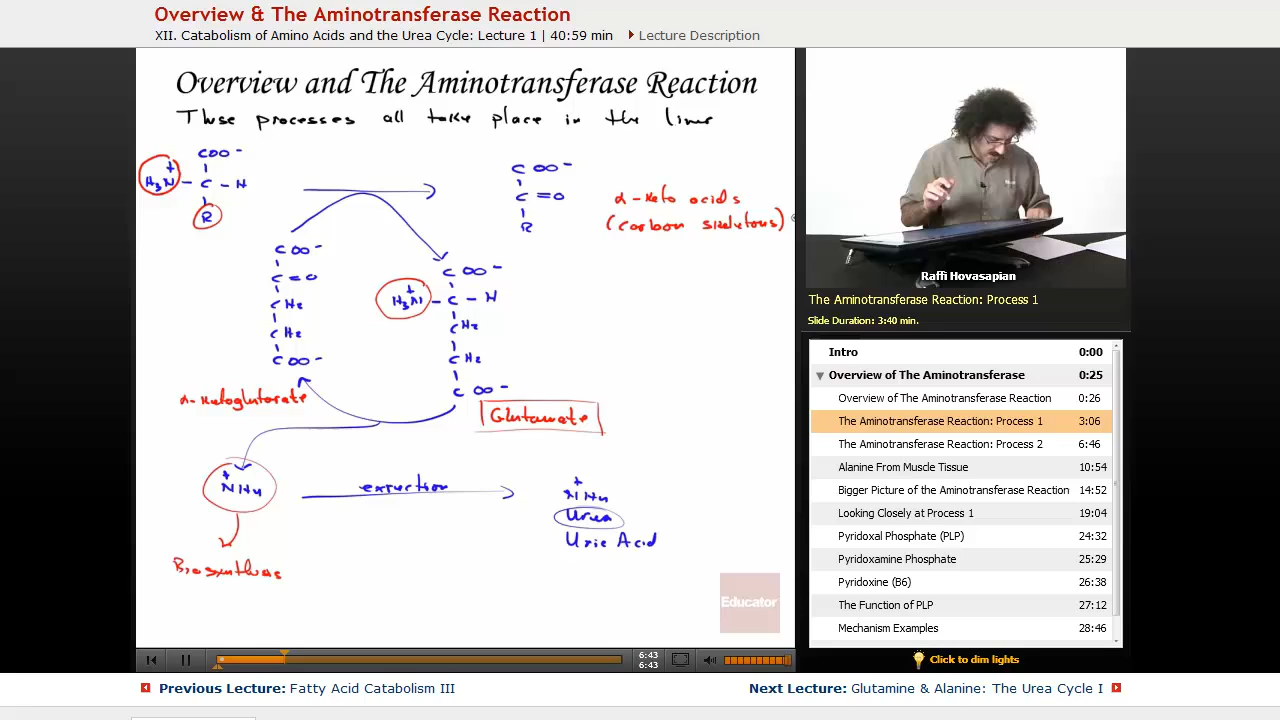 Overview & The Aminotransferase Reaction
XII. Catabolism of Amino Acids and the Urea Cycle: Lecture 1 | 40:59 min
Lecture Description
Overview and The Aminotransferase Reaction
These processes all take place in the liver
COO⁻
H₃N⁺ – C – H
R
COO⁻
C = O
R
α-keto acids
(carbon skeletons)
COO⁻
C = O
CH₂
CH₂
COO⁻
α-Ketoglutarate
COO⁻
H₃N⁺ – C – H
CH₂
CH₂
COO⁻
Glutamate
⁺NH₄
excretion
⁺NH₄
Urea
Uric Acid
Biosynthesis
Educator
Raffi Hovasapian
The Aminotransferase Reaction: Process 1
Slide Duration: 3:40 min.
Intro 0:00
Overview of The Aminotransferase 0:25
Overview of The Aminotransferase Reaction 0:26
The Aminotransferase Reaction: Process 1 3:06
The Aminotransferase Reaction: Process 2 6:46
Alanine From Muscle Tissue 10:54
Bigger Picture of the Aminotransferase Reaction 14:52
Looking Closely at Process 1 19:04
Pyridoxal Phosphate (PLP) 24:32
Pyridoxamine Phosphate 25:29
Pyridoxine (B6) 26:38
The Function of PLP 27:12
Mechanism Examples 28:46
6:43
6:43
Click to dim lights
Previous Lecture: Fatty Acid Catabolism III
Next Lecture: Glutamine & Alanine: The Urea Cycle I